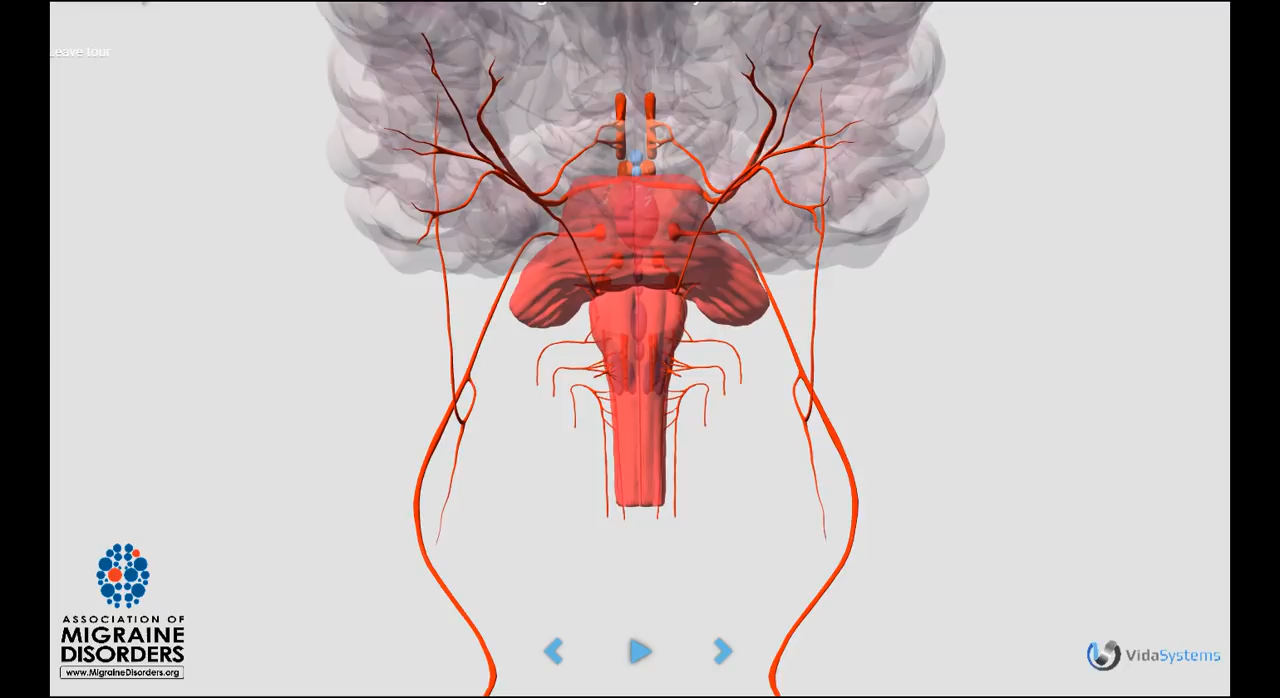 Leave Tour
ASSOCIATION OF
MIGRAINE
DISORDERS
www.MigraineDisorders.org
VidaSystems